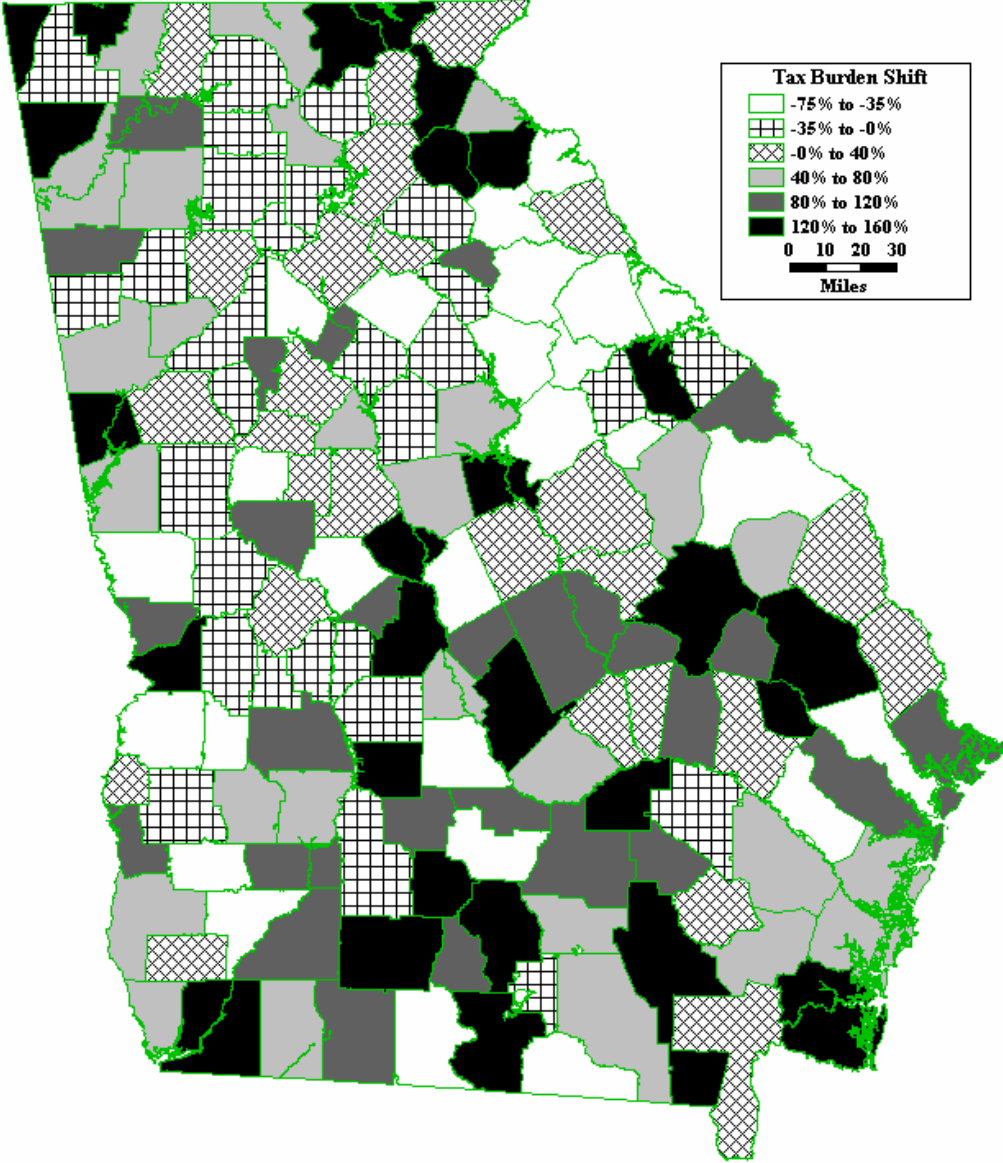 Tax Burden Shift
-75% to -35%
-35% to -0%
-0% to 40%
40% to 80%
80% to 120%
120% to 160%
0 10 20 30
Miles